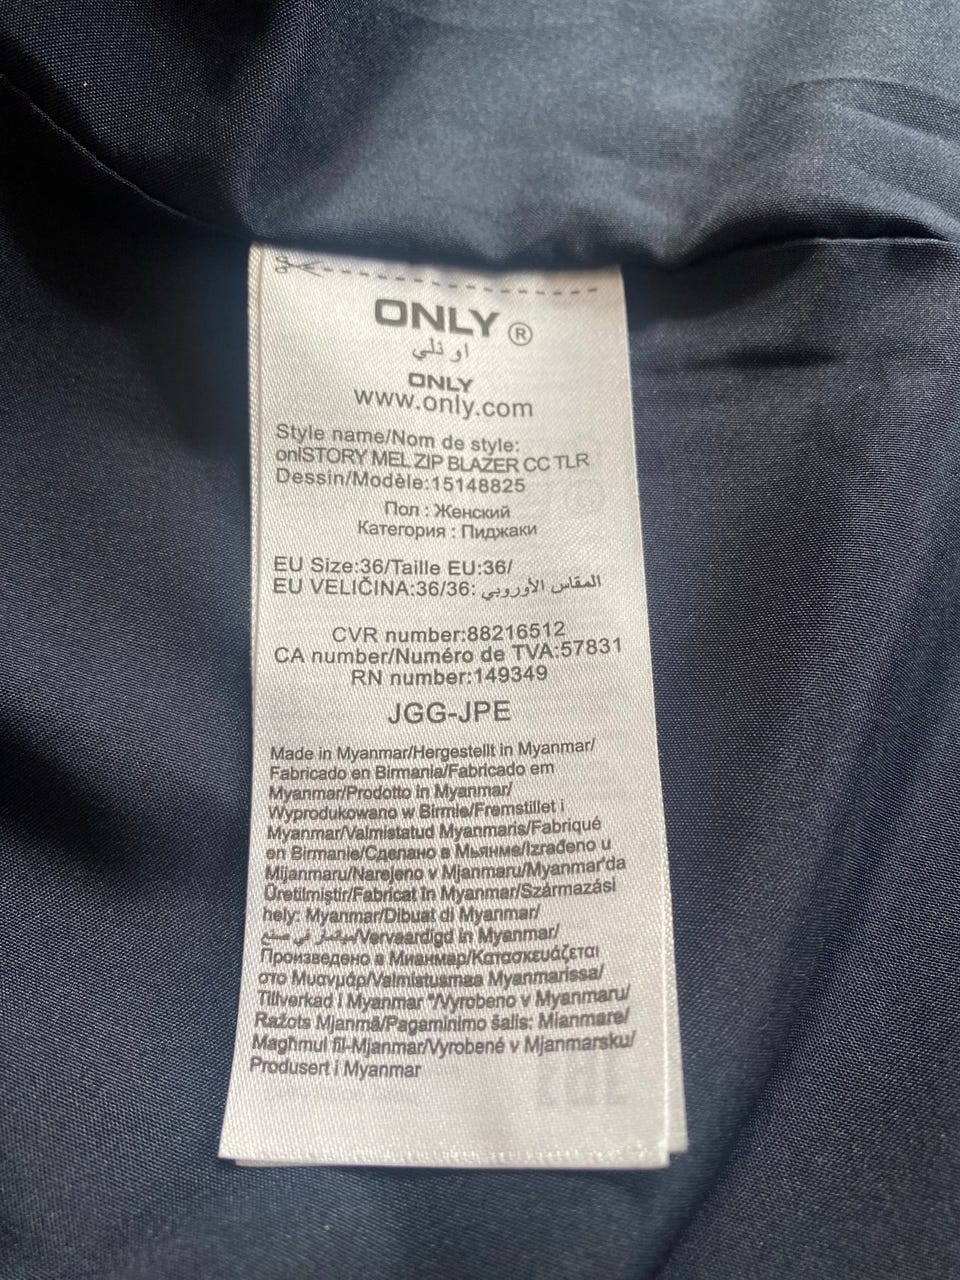 ONLY ®
اونلي
ONLY
www.only.com
Style name/Nom de style:
onlSTORY MEL ZIP BLAZER CC TLR
Dessin/Modèle:15148825
Пол : Женский
Категория : Пиджаки
EU Size:36/Taille EU:36/
EU VELIČINA:36/36: المقاس الأوروبي
CVR number:88216512
CA number/Numéro de TVA:57831
RN number:149349
JGG-JPE
Made in Myanmar/Hergestellt in Myanmar/
Fabricado en Birmania/Fabricado em
Myanmar/Prodotto in Myanmar/
Wyprodukowano w Birmie/Fremstillet i
Myanmar/Valmistatud Myanmaris/Fabriqué
en Birmanie/Сделано в Мьянме/Izrađeno u
Mijanmaru/Narejeno v Mjanmaru/Myanmar'da
Üretilmiştir/Fabricat în Myanmar/Származási
hely: Myanmar/Dibuat di Myanmar/
صنع في ميانمار/Vervaardigd in Myanmar/
Произведено в Мианмар/Κατασκευάζεται
στο Μυανμάρ/Valmistusmaa Myanmarissa/
Tillverkad i Myanmar "/Vyrobeno v Myanmaru/
Ražots Mjanmā/Pagaminimo šalis: Mianmare/
Magħmul fil-Mjanmar/Vyrobené v Mjanmarsku/
Produsert i Myanmar